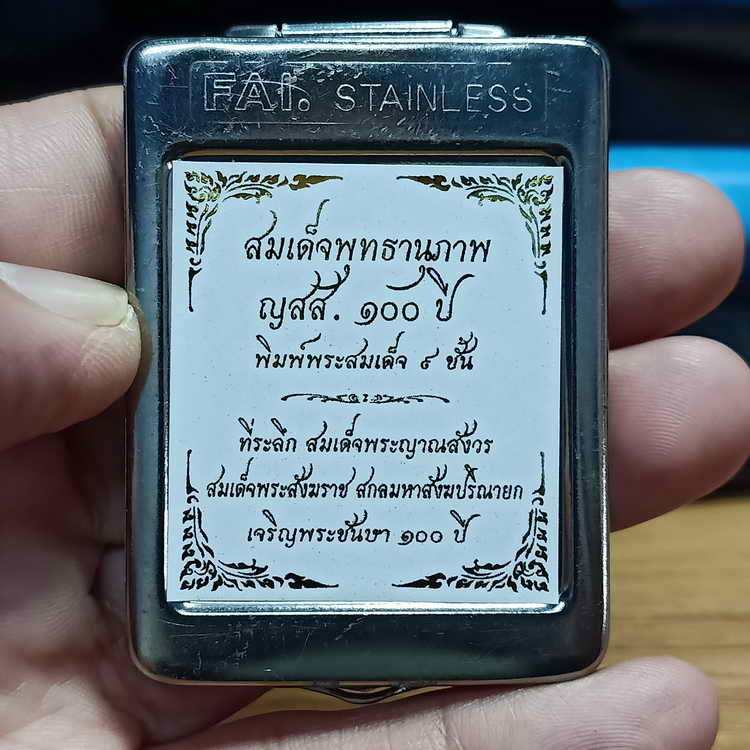 FAI. STAINLESS
สมเด็จพุทธานุภาพ
ญสส. ๑๐๐ ปี
พิมพ์พระสมเด็จ ๙ ชั้น
ที่ระลึก สมเด็จพระญาณสังวร
สมเด็จพระสังฆราช สกลมหาสังฆปริณายก
เจริญพระชันษา ๑๐๐ ปี